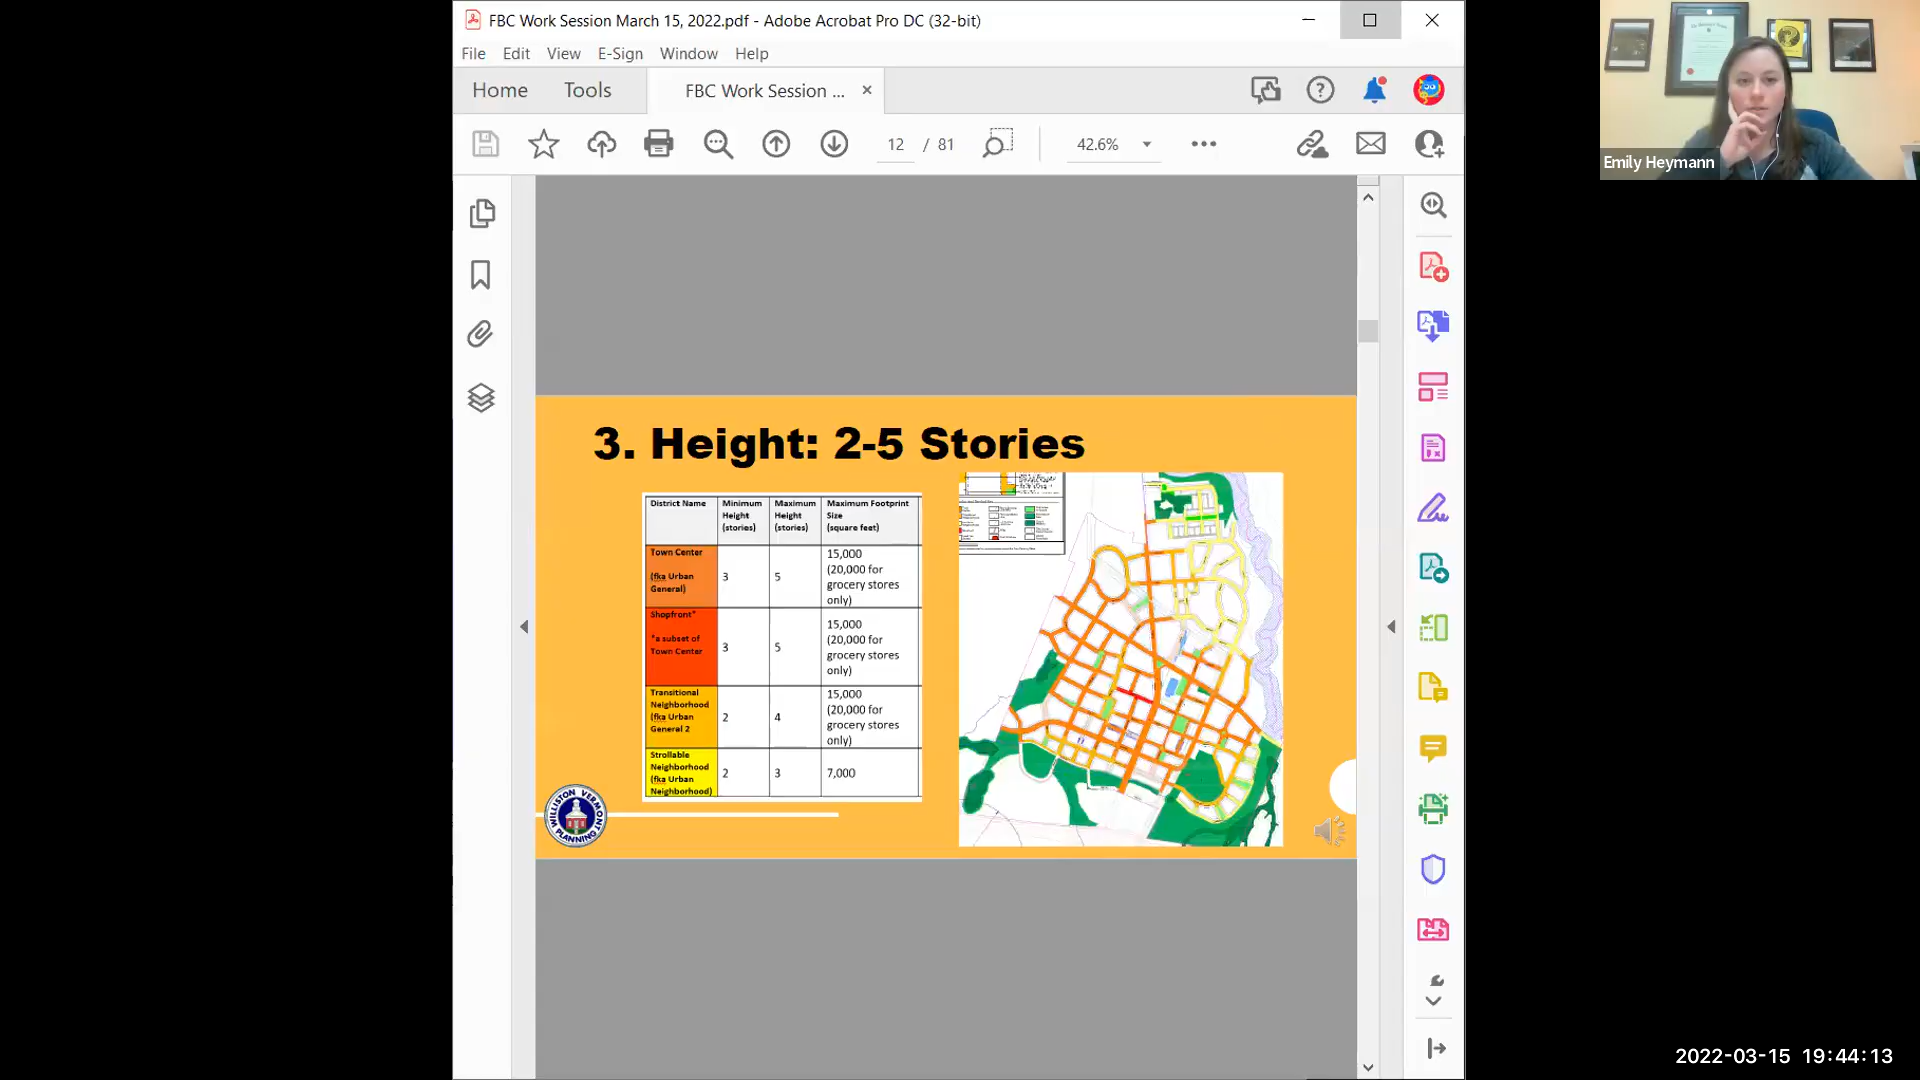 FBC Work Session March 15, 2022.pdf - Adobe Acrobat Pro DC (32-bit)
File Edit View E-Sign Window Help
Home Tools FBC Work Session ...
12 / 81 42.6%
Emily Heymann
3. Height: 2-5 Stories
District Name
Minimum Height (stories)
Maximum Height (stories)
Maximum Footprint Size (square feet)
Town Center
(fka Urban General)
3
5
15,000
(20,000 for
grocery stores
only)
Shopfront*
*a subset of
Town Center
3
5
15,000
(20,000 for
grocery stores
only)
Transitional
Neighborhood
(fka Urban
General 2
2
4
15,000
(20,000 for
grocery stores
only)
Strollable
Neighborhood
(fka Urban
Neighborhood)
2
3
7,000
WILLISTON VERMONT
PLANNING
2022-03-15 19:44:13